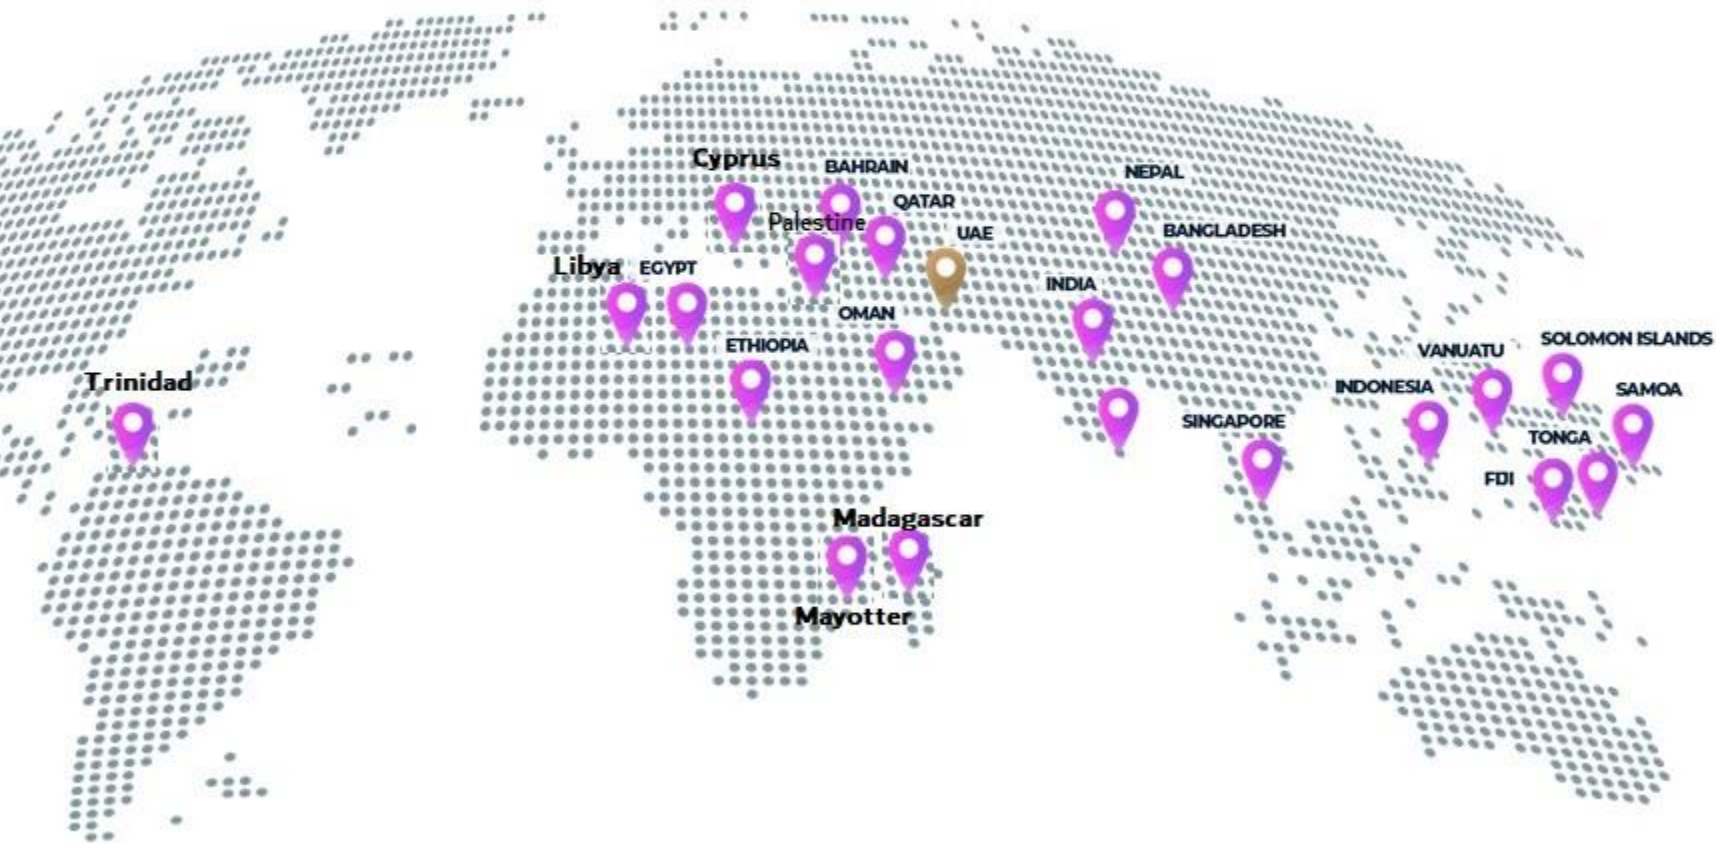 Cyprus
BAHRAIN
NEPAL
QATAR
Palestine
UAE
BANGLADESH
Libya
EGYPT
INDIA
OMAN
ETHIOPIA
SOLOMON ISLANDS
VANUATU
Trinidad
INDONESIA
SAMOA
SINGAPORE
TONGA
FIJI
Madagascar
Mayotter